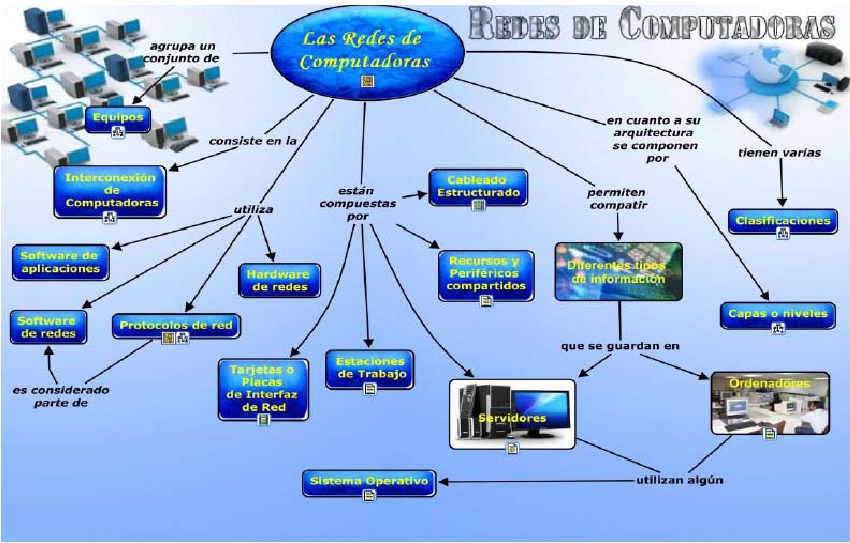 REDES DE COMPUTADORAS
Las Redes de
Computadoras
agrupa un
conjunto de
Equipos
consiste en la
Interconexión
de
Computadoras
utiliza
Software de
aplicaciones
Software
de redes
Protocolos de red
Hardware
de redes
es considerado
parte de
están
compuestas
por
Cableado
Estructurado
Recursos y
Periféricos
compartidos
Tarjetas o
Placas
de Interfaz
de Red
Estaciones
de Trabajo
Servidores
permiten
compatir
Diferentes tipos
de información
que se guardan en
Ordenadores
utilizan algún
Sistema Operativo
en cuanto a su
arquitectura
se componen
por
Capas o niveles
tienen varías
Clasificaciones